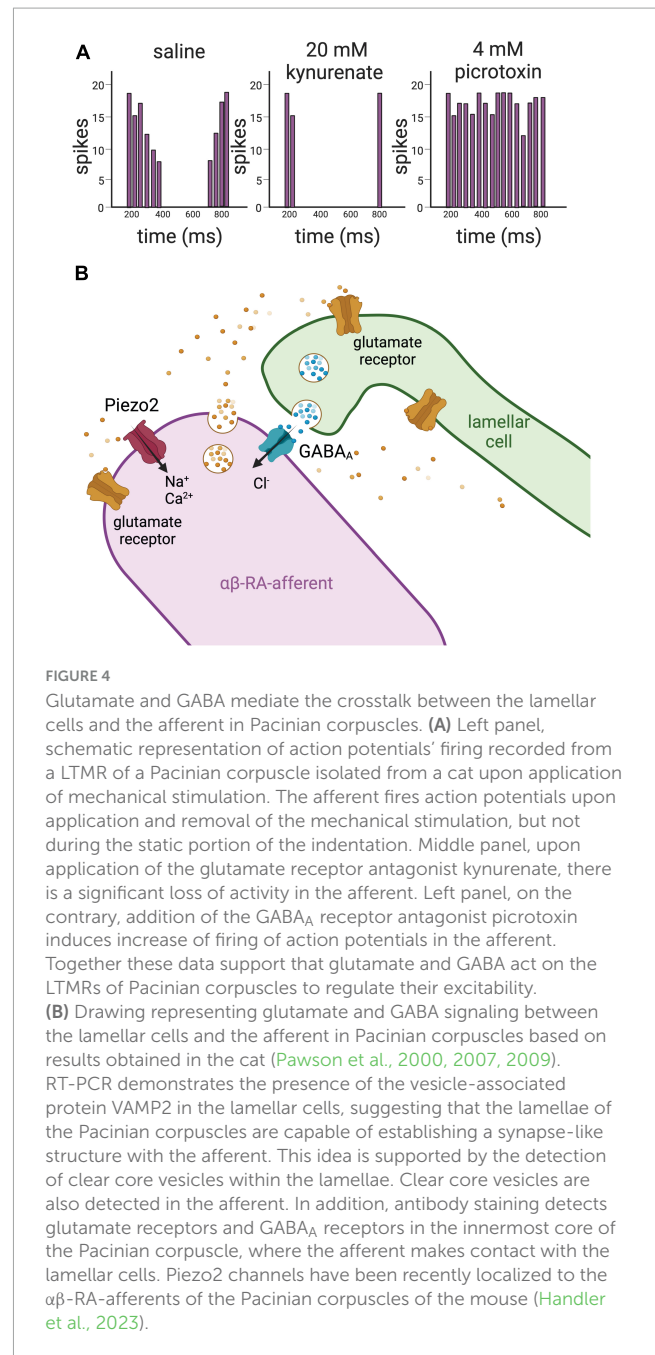 A
saline
20 mM
kynurenate
4 mM
picrotoxin
spikes
20
15
10
5
0
200 400 600 800
time (ms)
spikes
20
15
10
5
0
200 400 600 800
time (ms)
spikes
20
15
10
5
0
200 400 600 800
time (ms)
B
glutamate
receptor
Piezo2
lamellar
cell
GABAA
Na+
Ca2+
Cl-
glutamate
receptor
αβ-RA-afferent
FIGURE 4
Glutamate and GABA mediate the crosstalk between the lamellar
cells and the afferent in Pacinian corpuscles. (A) Left panel,
schematic representation of action potentials’ firing recorded from
a LTMR of a Pacinian corpuscle isolated from a cat upon application
of mechanical stimulation. The afferent fires action potentials upon
application and removal of the mechanical stimulation, but not
during the static portion of the indentation. Middle panel, upon
application of the glutamate receptor antagonist kynurenate, there
is a significant loss of activity in the afferent. Left panel, on the
contrary, addition of the GABAA receptor antagonist picrotoxin
induces increase of firing of action potentials in the afferent.
Together these data support that glutamate and GABA act on the
LTMRs of Pacinian corpuscles to regulate their excitability.
(B) Drawing representing glutamate and GABA signaling between
the lamellar cells and the afferent in Pacinian corpuscles based on
results obtained in the cat (Pawson et al., 2000, 2007, 2009).
RT-PCR demonstrates the presence of the vesicle-associated
protein VAMP2 in the lamellar cells, suggesting that the lamellae of
the Pacinian corpuscles are capable of establishing a synapse-like
structure with the afferent. This idea is supported by the detection
of clear core vesicles within the lamellae. Clear core vesicles are
also detected in the afferent. In addition, antibody staining detects
glutamate receptors and GABAA receptors in the innermost core of
the Pacinian corpuscle, where the afferent makes contact with the
lamellar cells. Piezo2 channels have been recently localized to the
αβ-RA-afferents of the Pacinian corpuscles of the mouse (Handler
et al., 2023).